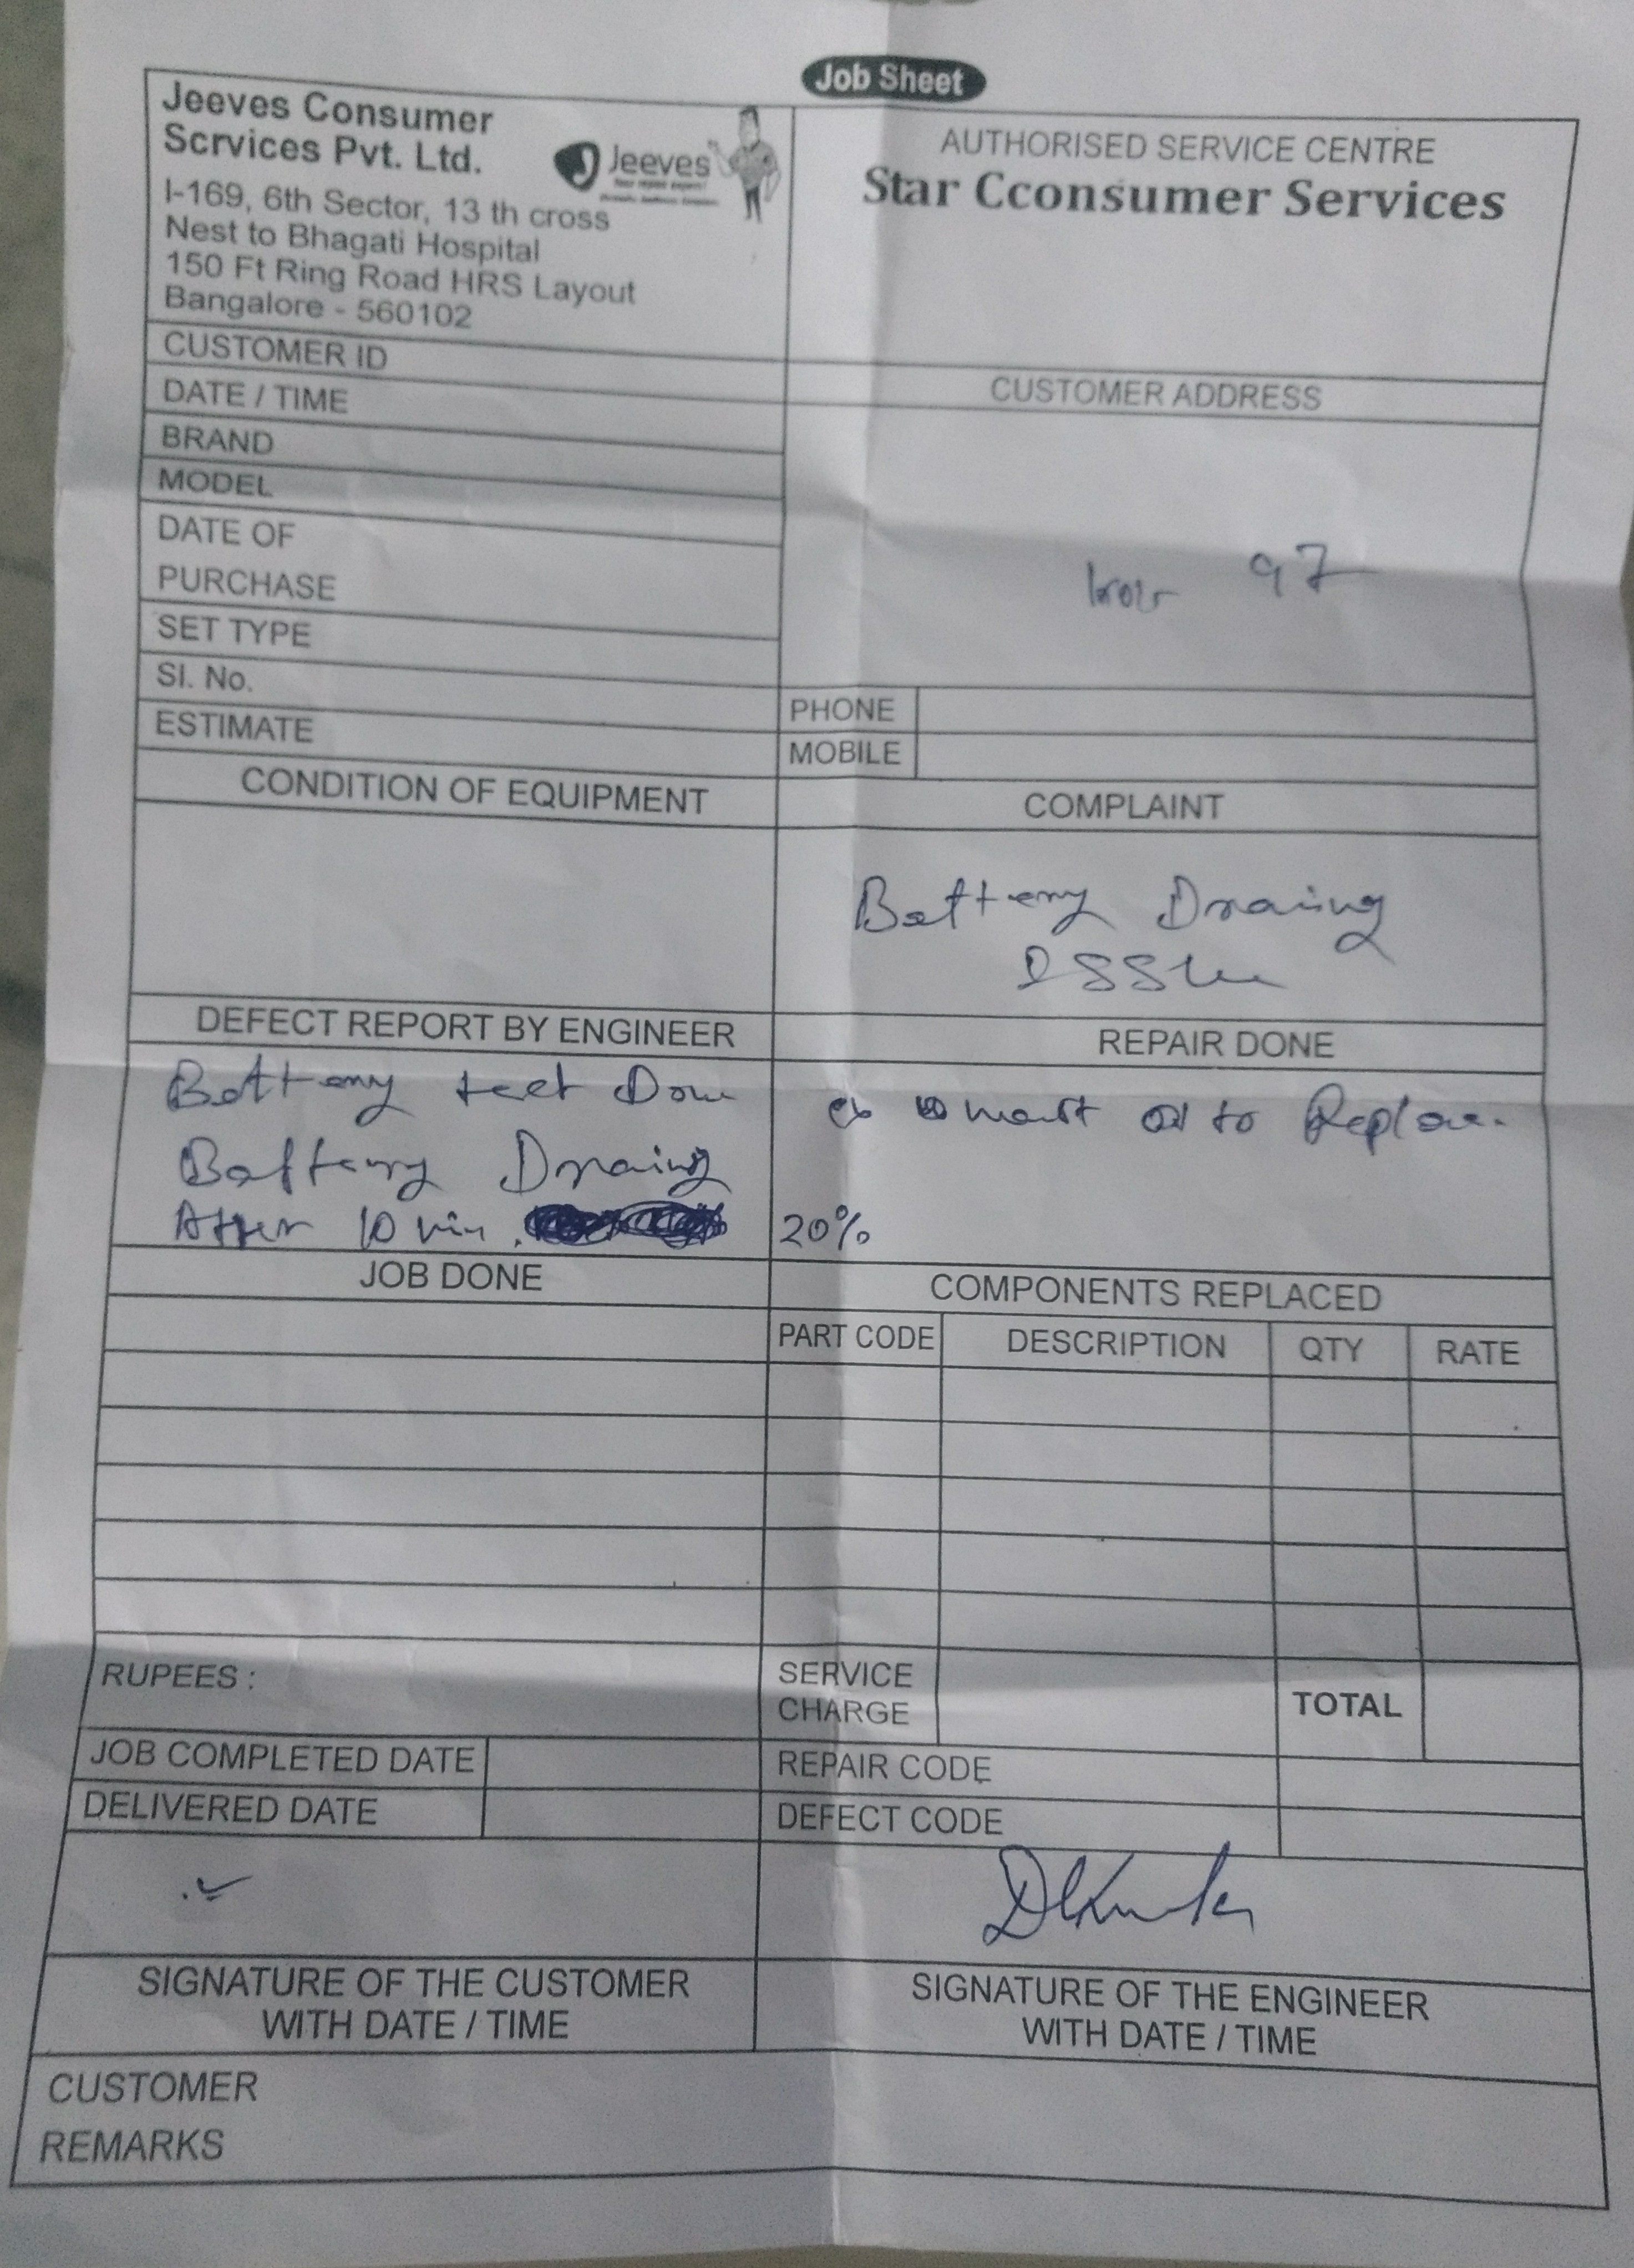 Job Sheet
Jeeves Consumer
Scrvices Pvt. Ltd.
Jeeves
I-169, 6th Sector, 13 th cross
Nest to Bhagati Hospital
150 Ft Ring Road HRS Layout
Bangalore - 560102
AUTHORISED SERVICE CENTRE
Star Cconsumer Services
CUSTOMER ID
DATE / TIME
BRAND
MODEL
DATE OF
PURCHASE
SET TYPE
SI. No.
ESTIMATE
CUSTOMER ADDRESS
97
PHONE
MOBILE
CONDITION OF EQUIPMENT
COMPLAINT
Battery Draing
DEFECT REPORT BY ENGINEER
Battery test Done
Battery Draing
After 10 min. 20%
REPAIR DONE
to Replace.
JOB DONE
COMPONENTS REPLACED
PART CODE DESCRIPTION QTY RATE
RUPEES :
SERVICE
CHARGE
TOTAL
JOB COMPLETED DATE
REPAIR CODE
DELIVERED DATE
DEFECT CODE
SIGNATURE OF THE CUSTOMER
WITH DATE / TIME
SIGNATURE OF THE ENGINEER
WITH DATE / TIME
CUSTOMER
REMARKS